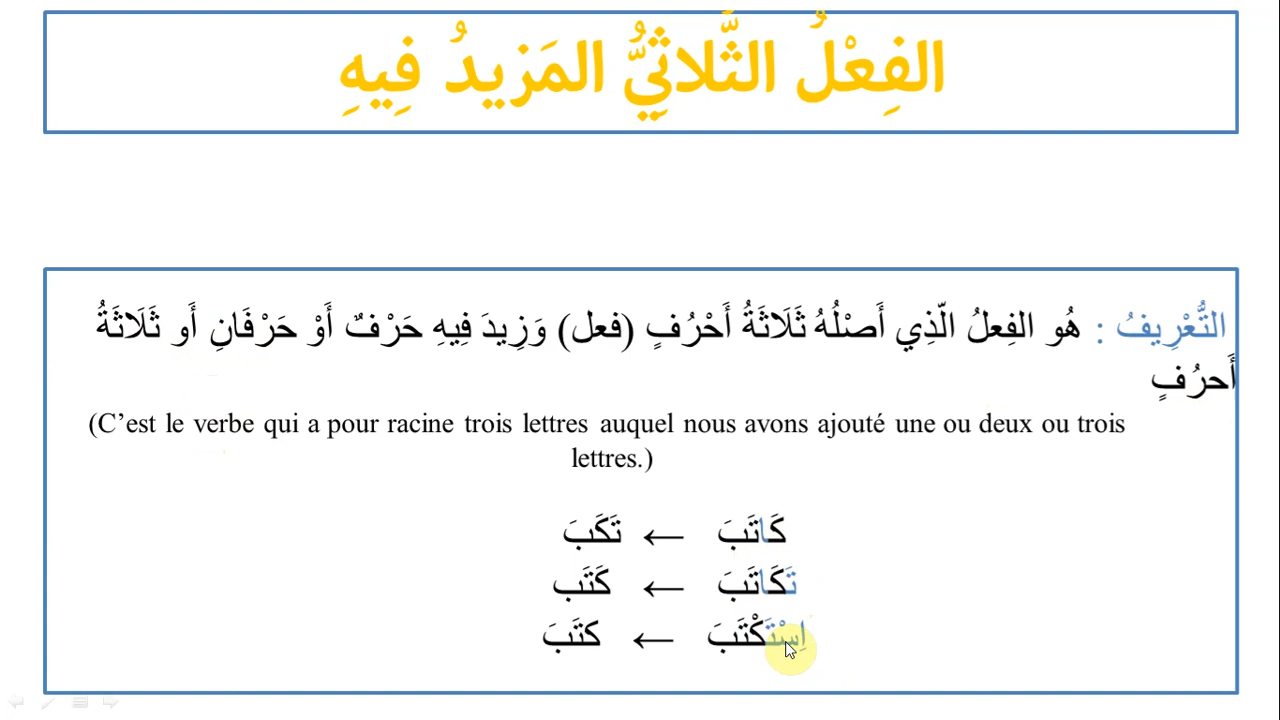 الفِعْلُ الثَّلاثِيُّ المَزيدُ فِيهِ
التَّعْرِيفُ : هُو الفِعلُ الّذِي أَصْلُهُ ثَلَاثَةُ أَحْرُفٍ (فعل) وَزِيدَ فِيهِ حَرْفٌ أَوْ حَرْفَانِ أَو ثَلَاثَةُ
أَحرُفٍ
(C’est le verbe qui a pour racine trois lettres auquel nous avons ajouté une ou deux ou trois
lettres.)
كَاتَبَ ← تَكَبَ
تَكَاتَبَ ← كَتَب
اِسْتَكْتَبَ ← كتَبَ